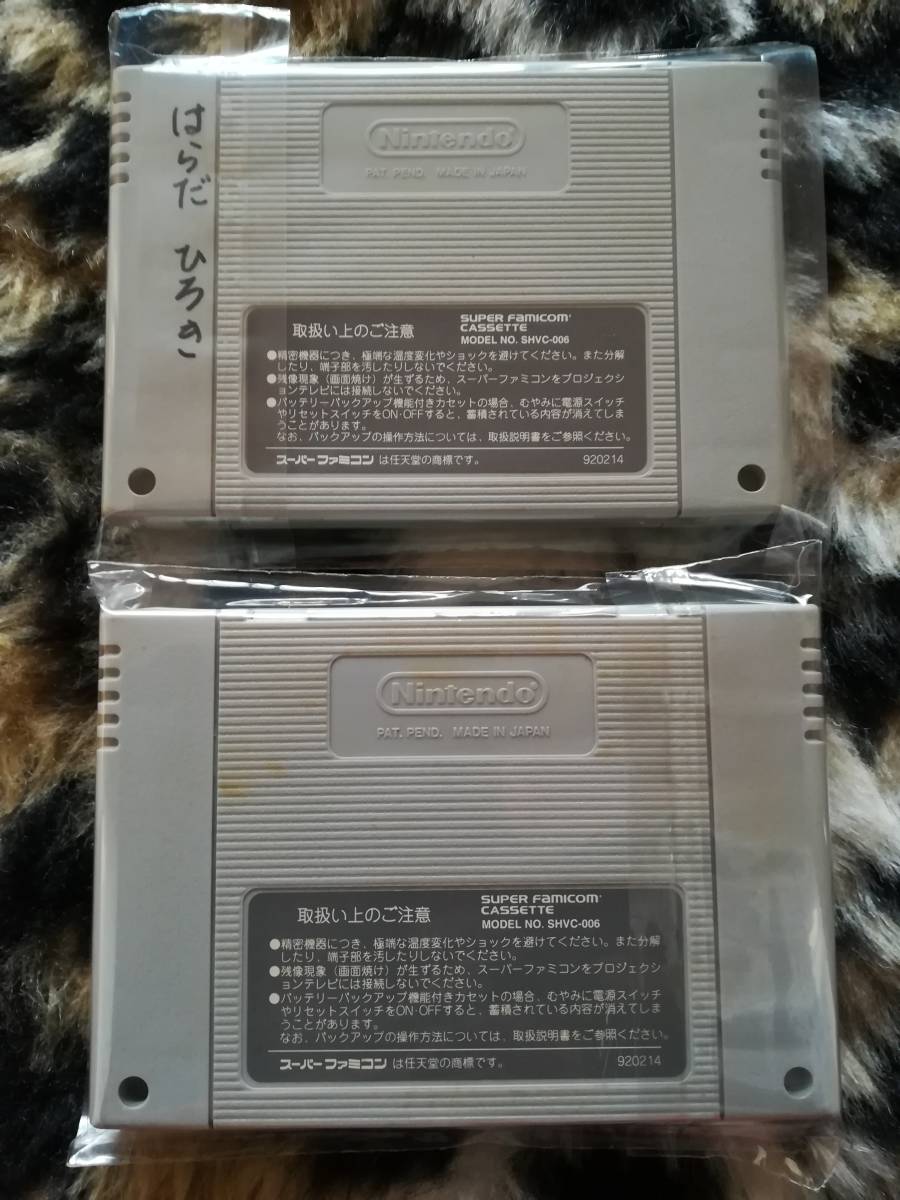 はらだ ひろき
Nintendo
PAT. PEND. MADE IN JAPAN
取扱い上のご注意
SUPER FAMICOM
CASSETTE
MODEL NO. SHVC-006
●精密機器につき、極端な温度変化やショックを避けてください。また分解
したり、端子部を汚したりしないでください。
●残像現象（画面焼け）が生ずるため、スーパーファミコンをプロジェクシ
ョンテレビには接続しないでください。
●バッテリーバックアップ機能付きカセットの場合、むやみに電源スイッチ
やリセットスイッチをON・OFFすると、蓄積されている内容が消えてしま
うことがあります。
なお、バックアップの操作方法については、取扱説明書をご参照ください。
スーパーファミコン は任天堂の商標です。 920214
Nintendo
PAT. PEND. MADE IN JAPAN
取扱い上のご注意
SUPER FAMICOM
CASSETTE
MODEL NO. SHVC-006
●精密機器につき、極端な温度変化やショックを避けてください。また分解
したり、端子部を汚したりしないでください。
●残像現象（画面焼け）が生ずるため、スーパーファミコンをプロジェクシ
ョンテレビには接続しないでください。
●バッテリーバックアップ機能付きカセットの場合、むやみに電源スイッチ
やリセットスイッチをON・OFFすると、蓄積されている内容が消えてしま
うことがあります。
なお、バックアップの操作方法については、取扱説明書をご参照ください。
スーパーファミコン は任天堂の商標です。 920214